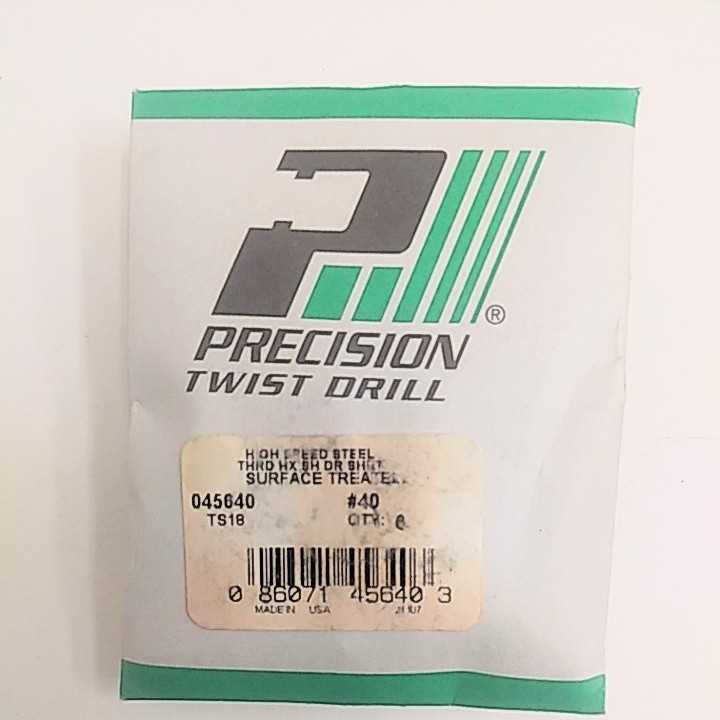 ®
PRECISION
TWIST DRILL
HIGH SPEED STEEL
THRD HX SH DR SHRT
SURFACE TREATED
045640 #40
TS18 QTY: 6
0 86071 45640 3
MADE IN USA